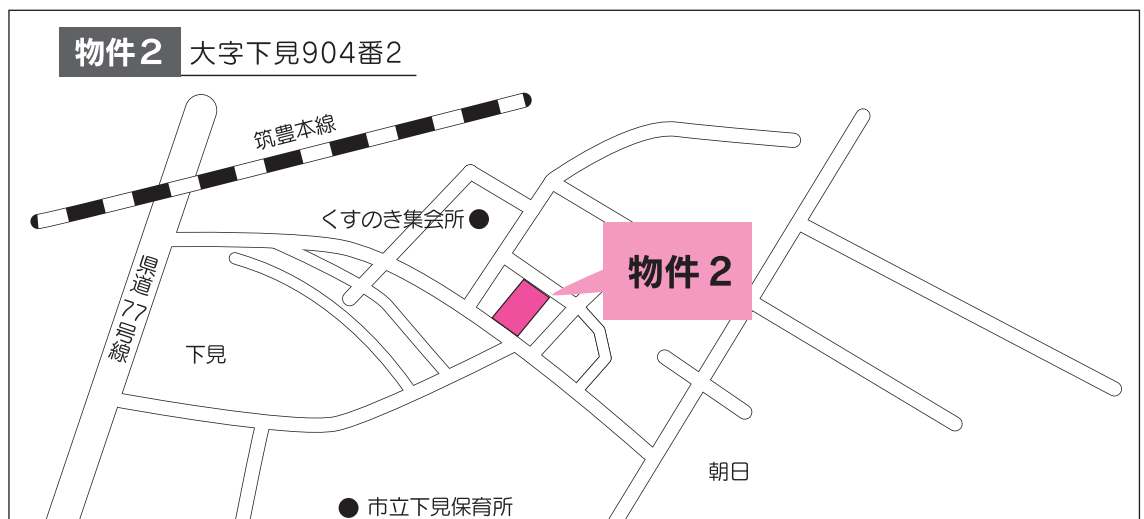 物件2 大字下見904番2
筑豊本線
くすのき集会所
県道77号線
物件2
下見
朝日
市立下見保育所